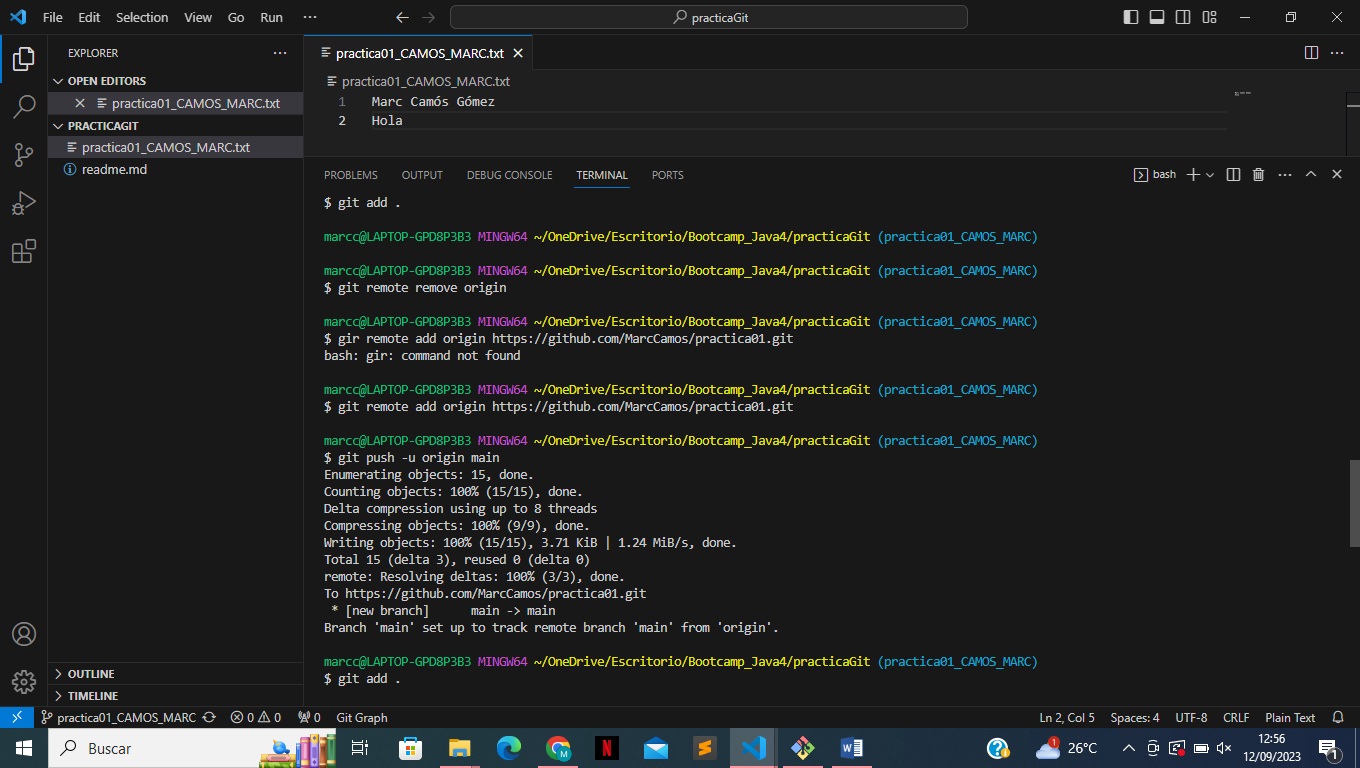 File Edit Selection View Go Run ···
practicaGit
EXPLORER ···
OPEN EDITORS
practica01_CAMOS_MARC.txt
PRACTICAGIT
practica01_CAMOS_MARC.txt
readme.md
OUTLINE
TIMELINE
practica01_CAMOS_MARC.txt
practica01_CAMOS_MARC.txt
1 Marc Camós Gómez
2 Hola
PROBLEMS OUTPUT DEBUG CONSOLE TERMINAL PORTS
bash
$ git add .
marcc@LAPTOP-GPD8P3B3 MINGW64 ~/OneDrive/Escritorio/Bootcamp_Java4/practicaGit (practica01_CAMOS_MARC)
marcc@LAPTOP-GPD8P3B3 MINGW64 ~/OneDrive/Escritorio/Bootcamp_Java4/practicaGit (practica01_CAMOS_MARC)
$ git remote remove origin
marcc@LAPTOP-GPD8P3B3 MINGW64 ~/OneDrive/Escritorio/Bootcamp_Java4/practicaGit (practica01_CAMOS_MARC)
$ gir remote add origin https://github.com/MarcCamos/practica01.git
bash: gir: command not found
marcc@LAPTOP-GPD8P3B3 MINGW64 ~/OneDrive/Escritorio/Bootcamp_Java4/practicaGit (practica01_CAMOS_MARC)
$ git remote add origin https://github.com/MarcCamos/practica01.git
marcc@LAPTOP-GPD8P3B3 MINGW64 ~/OneDrive/Escritorio/Bootcamp_Java4/practicaGit (practica01_CAMOS_MARC)
$ git push -u origin main
Enumerating objects: 15, done.
Counting objects: 100% (15/15), done.
Delta compression using up to 8 threads
Compressing objects: 100% (9/9), done.
Writing objects: 100% (15/15), 3.71 KiB | 1.24 MiB/s, done.
Total 15 (delta 3), reused 0 (delta 0)
remote: Resolving deltas: 100% (3/3), done.
To https://github.com/MarcCamos/practica01.git
* [new branch] main -> main
Branch 'main' set up to track remote branch 'main' from 'origin'.
marcc@LAPTOP-GPD8P3B3 MINGW64 ~/OneDrive/Escritorio/Bootcamp_Java4/practicaGit (practica01_CAMOS_MARC)
$ git add .
practica01_CAMOS_MARC 0 0 0 Git Graph Ln 2, Col 5 Spaces: 4 UTF-8 CRLF Plain Text
Buscar
N
S
M
W
1
26°C
12:56
12/09/2023
1